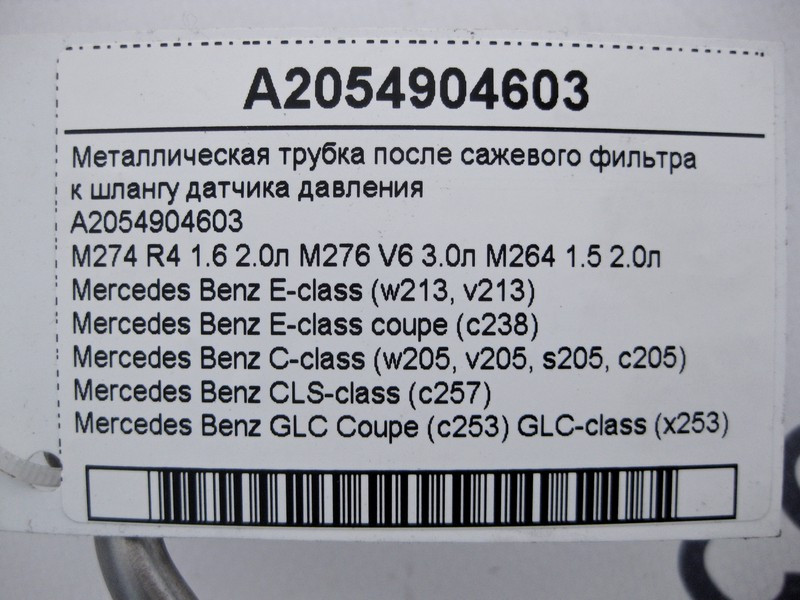 A2054904603
Металлическая трубка после сажевого фильтра
к шлангу датчика давления
A2054904603
M274 R4 1.6 2.0л M276 V6 3.0л M264 1.5 2.0л
Mercedes Benz E-class (w213, v213)
Mercedes Benz E-class coupe (c238)
Mercedes Benz C-class (w205, v205, s205, c205)
Mercedes Benz CLS-class (c257)
Mercedes Benz GLC Coupe (c253) GLC-class (x253)